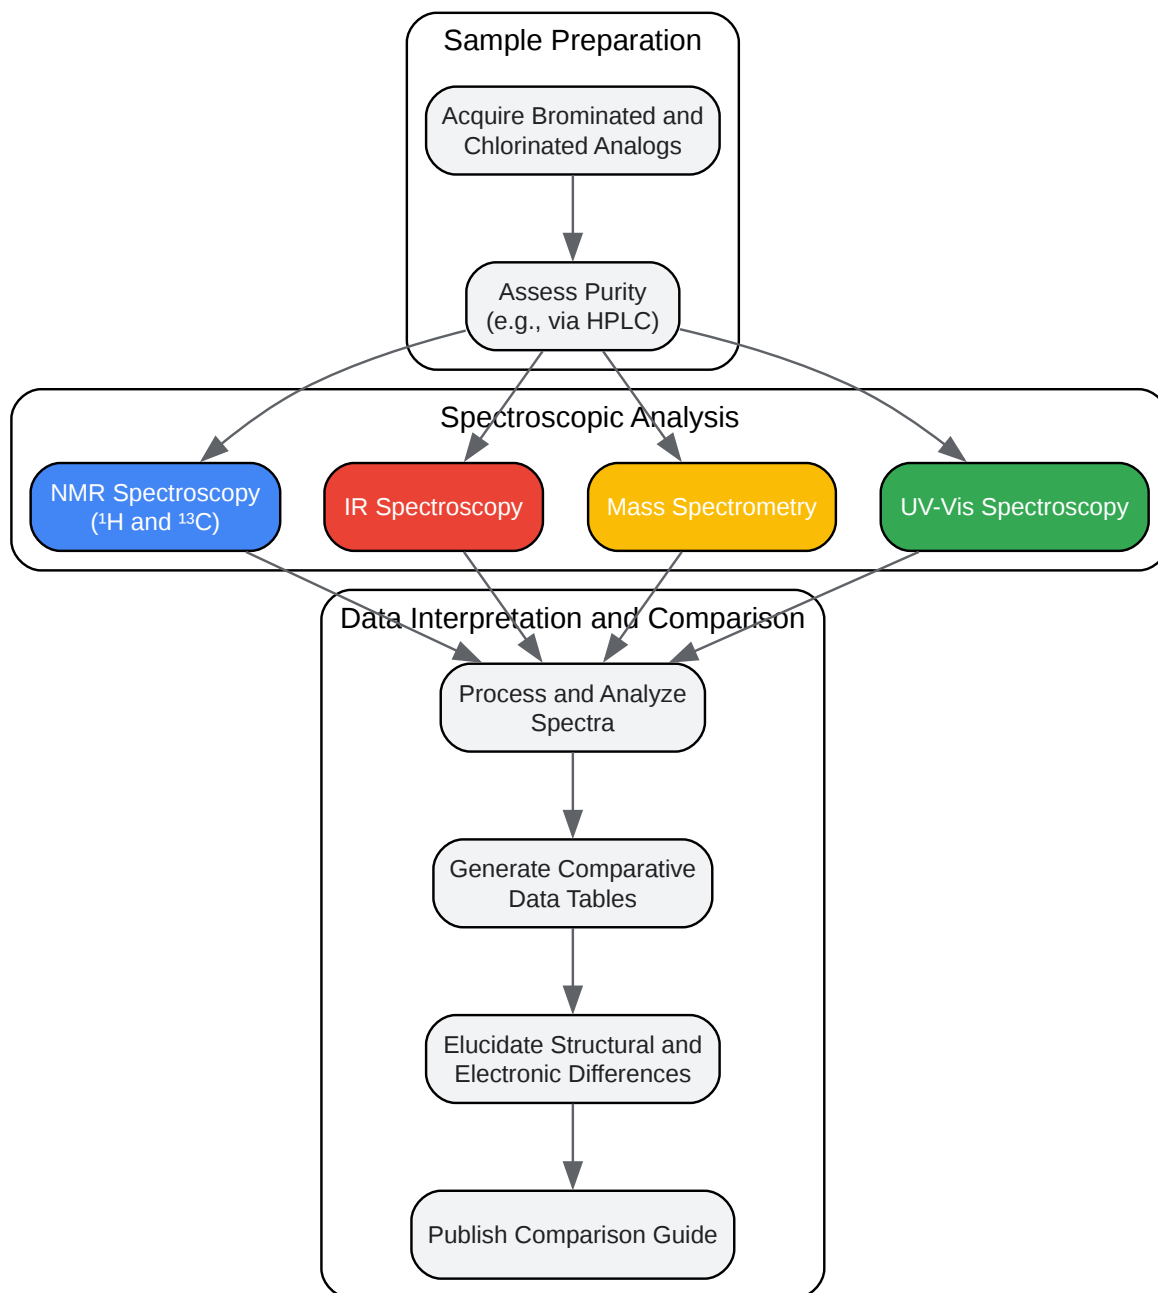 Sample Preparation
Acquire Brominated and
Chlorinated Analogs
Assess Purity
(e.g., via HPLC)
Spectroscopic Analysis
NMR Spectroscopy
(¹H and ¹³C)
IR Spectroscopy
Mass Spectrometry
UV-Vis Spectroscopy
Data Interpretation and Comparison
Process and Analyze
Spectra
Generate Comparative
Data Tables
Elucidate Structural and
Electronic Differences
Publish Comparison Guide